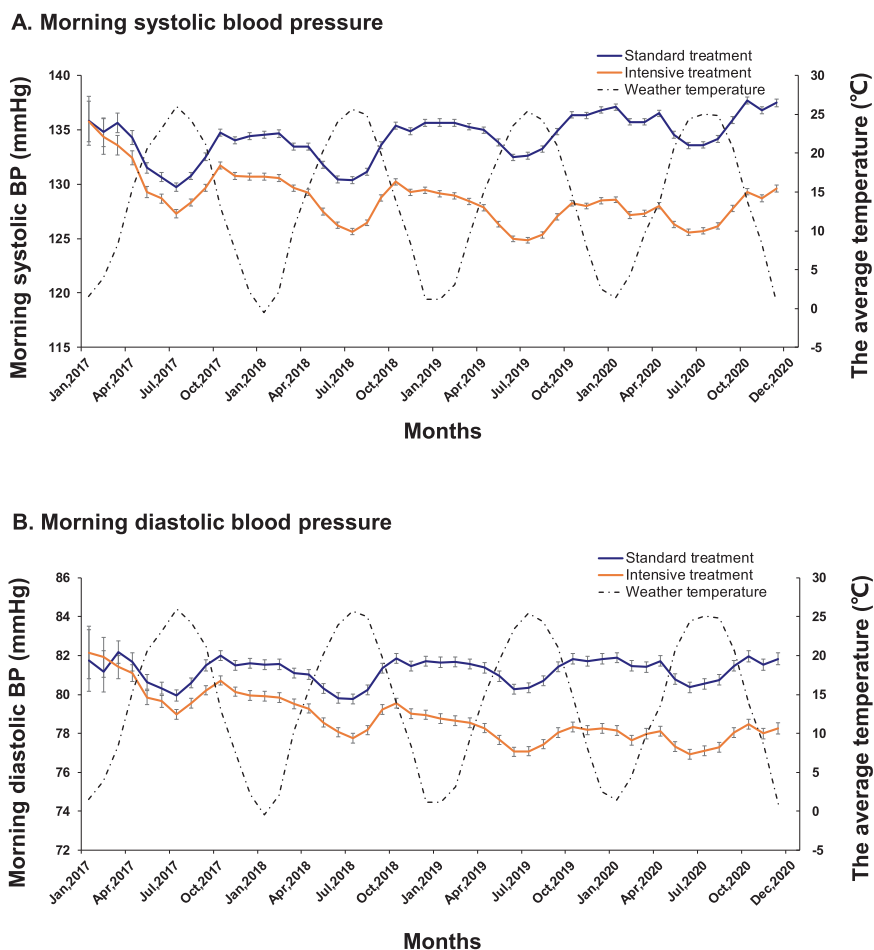 A. Morning systolic blood pressure
Standard treatment
Intensive treatment
Weather temperature
Morning systolic BP (mmHg)
140
135
130
125
120
115
30
25
20
15
10
5
0
-5
The average temperature (℃)
Jan,2017
Apr,2017
Jul,2017
Oct,2017
Jan,2018
Apr,2018
Jul,2018
Oct,2018
Jan,2019
Apr,2019
Jul,2019
Oct,2019
Jan,2020
Apr,2020
Jul,2020
Oct,2020
Dec,2020
Months
B. Morning diastolic blood pressure
Standard treatment
Intensive treatment
Weather temperature
Morning diastolic BP (mmHg)
86
84
82
80
78
76
74
72
30
25
20
15
10
5
0
-5
The average temperature (℃)
Jan,2017
Apr,2017
Jul,2017
Oct,2017
Jan,2018
Apr,2018
Jul,2018
Oct,2018
Jan,2019
Apr,2019
Jul,2019
Oct,2019
Jan,2020
Apr,2020
Jul,2020
Oct,2020
Dec,2020
Months